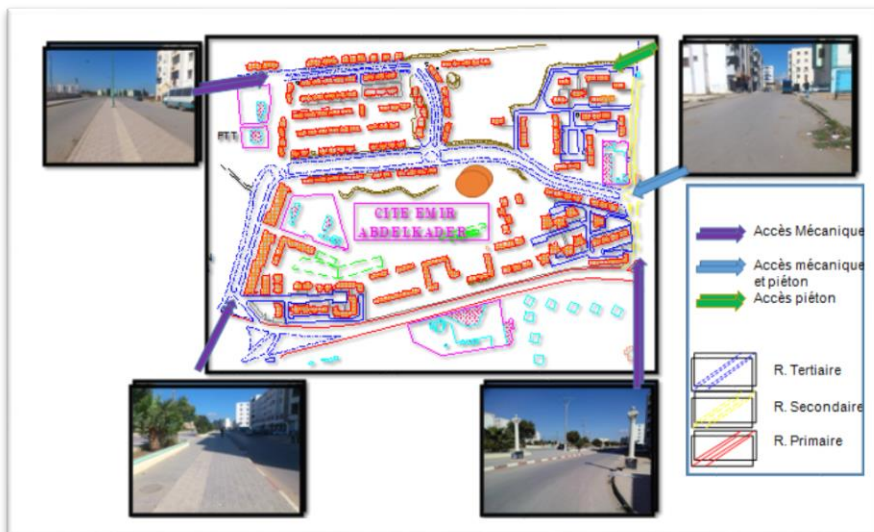 P.T.T
CITE EMIR
ABDELKADER
Accès Mécanique
Accès mécanique
et piéton
Accès piéton
R. Tertiaire
R. Secondaire
R. Primaire